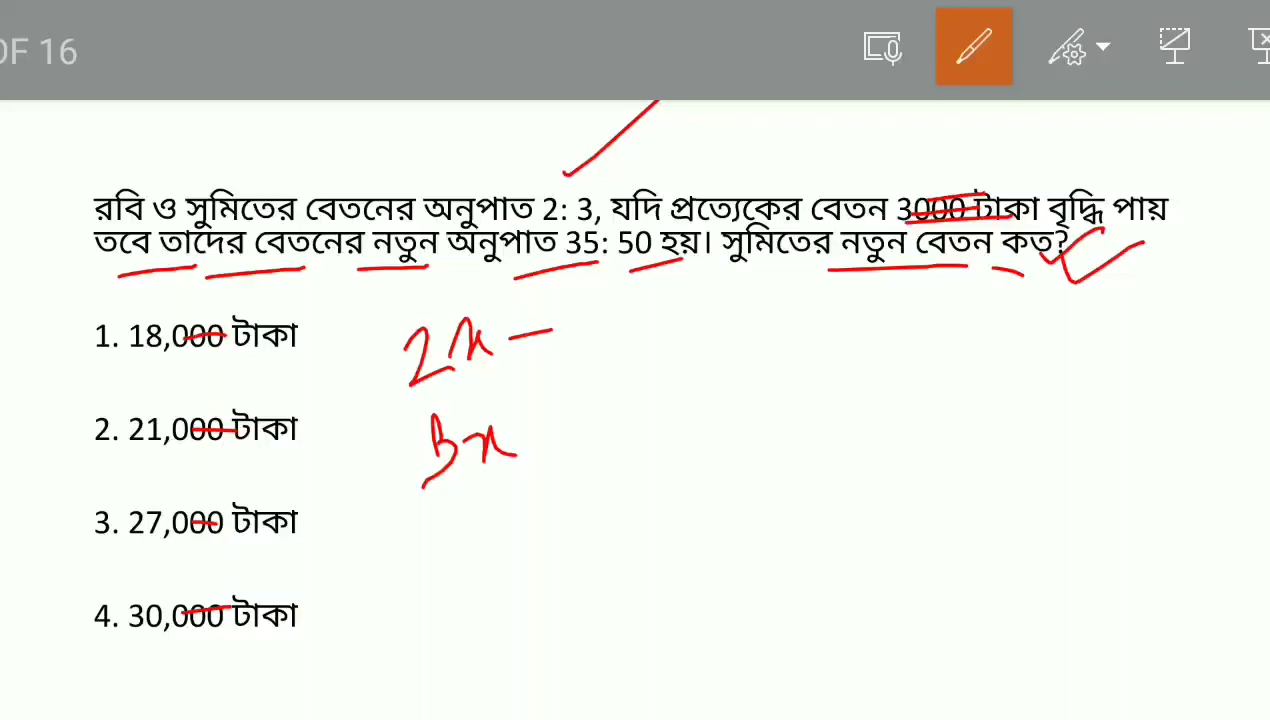 OF 16
রবি ও সুমিতের বেতনের অনুপাত 2: 3, যদি প্রত্যেকের বেতন 3000 টাকা বৃদ্ধি পায়
তবে তাদের বেতনের নতুন অনুপাত 35: 50 হয়। সুমিতের নতুন বেতন কত?
1. 18,000 টাকা
2x –
2. 21,000 টাকা
3x
3. 27,000 টাকা
4. 30,000 টাকা